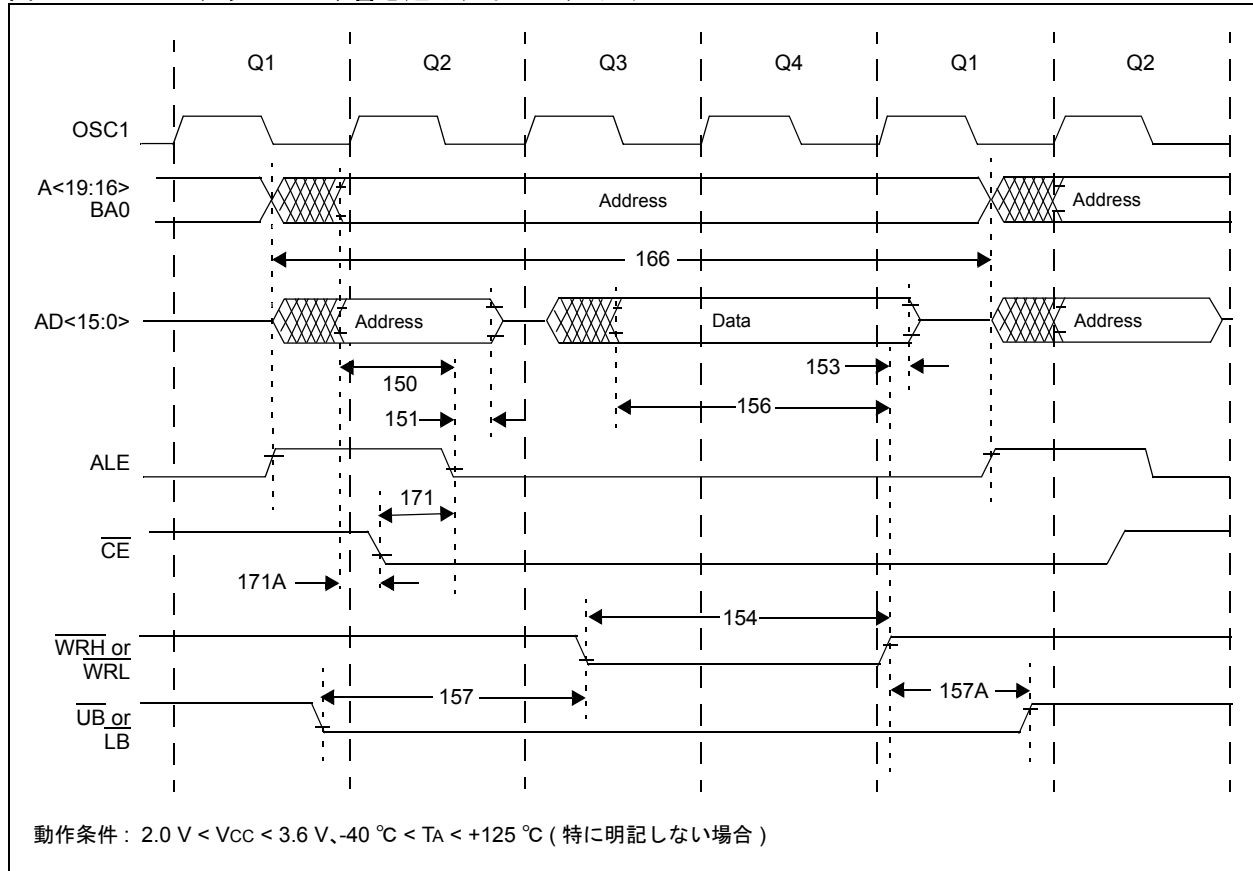 Q1 Q2 Q3 Q4 Q1 Q2
OSC1
A<19:16>
BA0
Address
Address
166
AD<15:0>
Address
Data
Address
150
153
151
156
ALE
171
CE
171A
154
WRH or
WRL
157
157A
UB or
LB
動作条件 : 2.0 V < VCC < 3.6 V、-40 ℃ < TA < +125 ℃ ( 特に明記しない場合 )